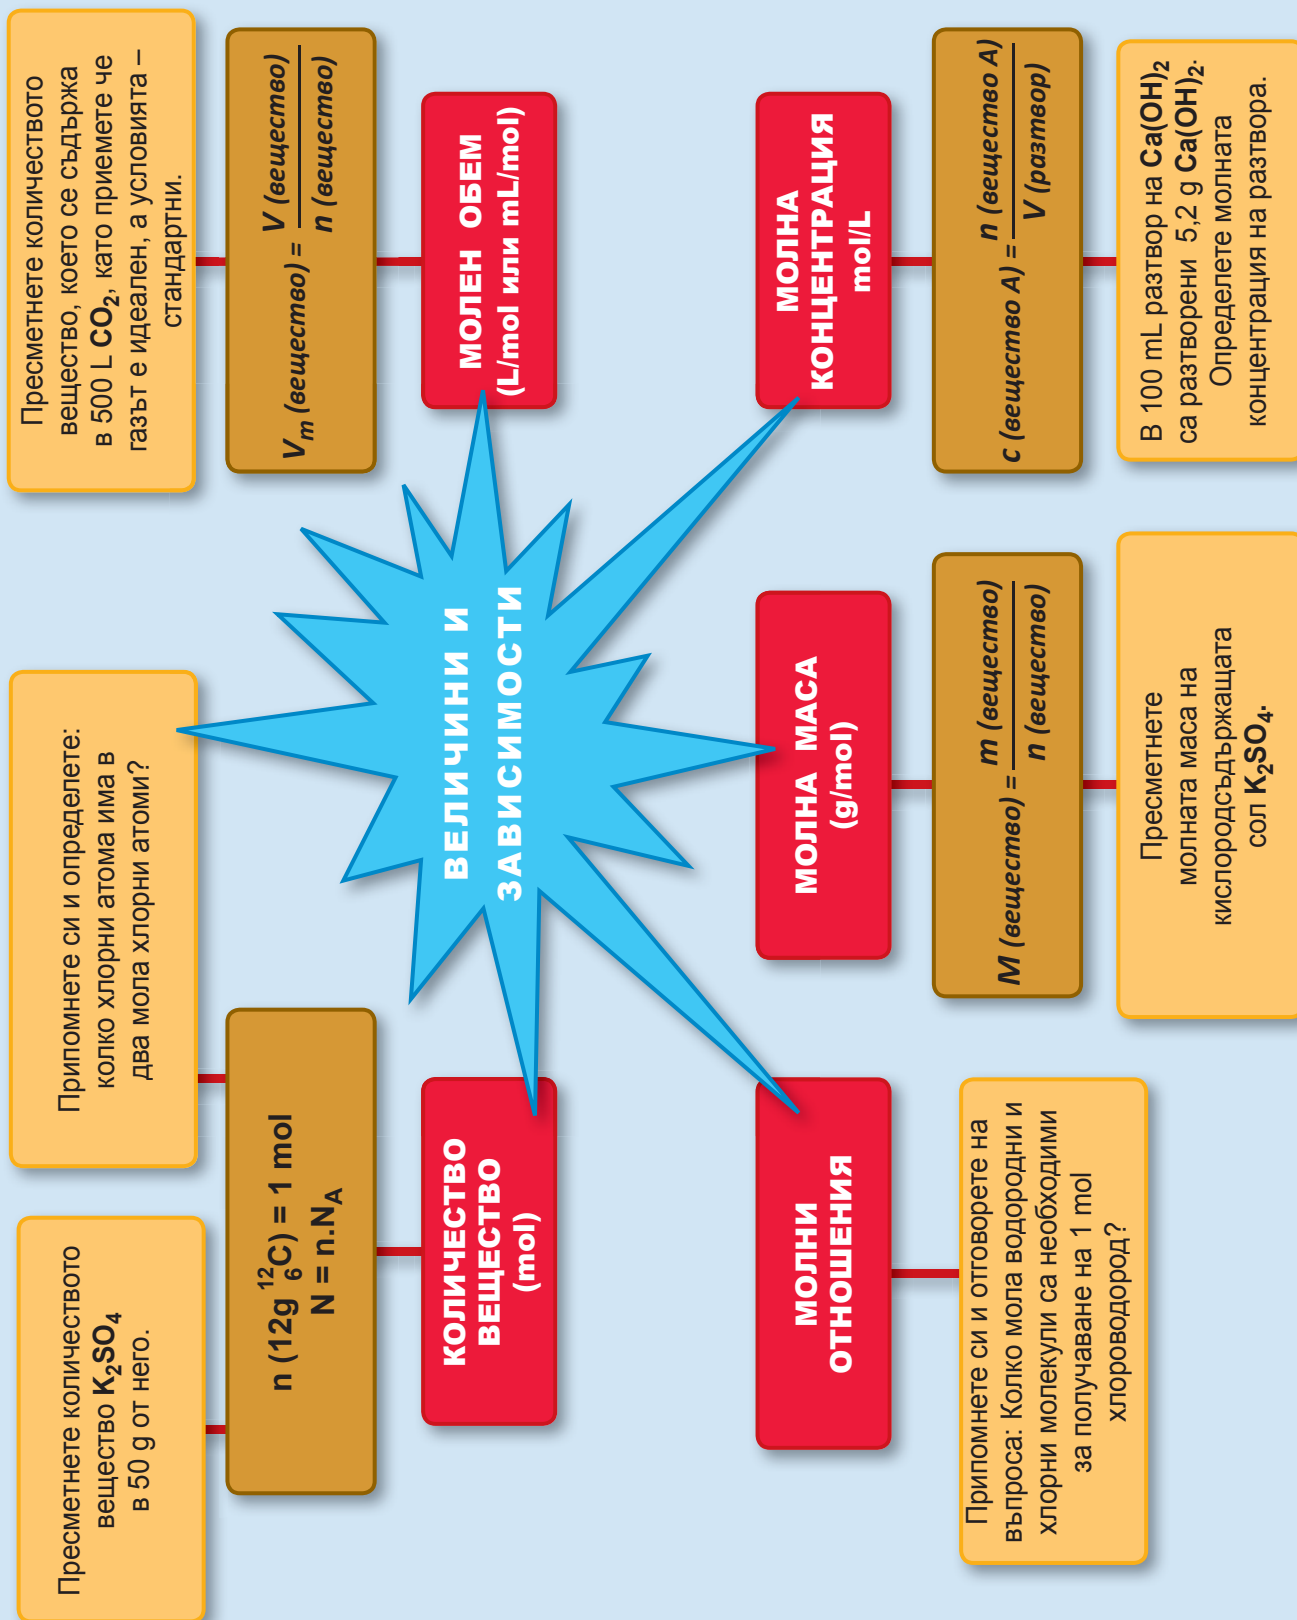 Пресметнете количеството
вещество K₂SO₄
в 50 g от него.
Припомнете си и определете:
колко хлорни атома има в
два мола хлорни атоми?
Пресметнете количеството
вещество, което се съдържа
в 500 L CO₂, като приемете че
газът е идеален, а условията –
стандартни.
n (12g ¹²₆C) = 1 mol
N = n.N_A
V_m (вещество) = V (вещество) / n (вещество)
КОЛИЧЕСТВО
ВЕЩЕСТВО
(mol)
МОЛЕН ОБЕМ
(L/mol или mL/mol)
ВЕЛИЧИНИ И
ЗАВИСИМОСТИ
МОЛНИ
ОТНОШЕНИЯ
МОЛНА МАСА
(g/mol)
МОЛНА
КОНЦЕНТРАЦИЯ
mol/L
M (вещество) = m (вещество) / n (вещество)
c (вещество A) = n (вещество A) / V (разтвор)
Припомнете си и отговорете на
въпроса: Колко мола водородни и
хлорни молекули са необходими
за получаване на 1 mol
хлороводород?
Пресметнете
молната маса на
кислородсъдържащата
сол K₂SO₄.
В 100 mL разтвор на Ca(OH)₂
са разтворени 5,2 g Ca(OH)₂.
Определете молната
концентрация на разтвора.